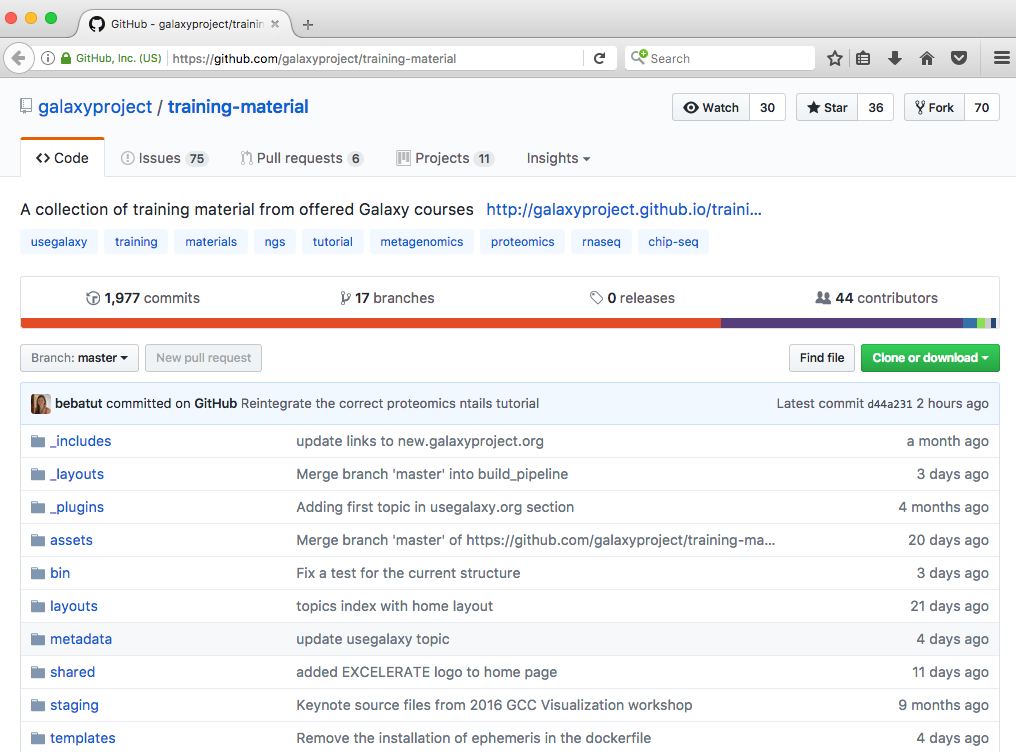 GitHub - galaxyproject/trainin
GitHub, Inc. (US) https://github.com/galaxyproject/training-material Search
galaxyproject / training-material Watch 30 Star 36 Fork 70
Code Issues 75 Pull requests 6 Projects 11 Insights
A collection of training material from offered Galaxy courses http://galaxyproject.github.io/traini...
usegalaxy training materials ngs tutorial metagenomics proteomics rnaseq chip-seq
1,977 commits 17 branches 0 releases 44 contributors
Branch: master New pull request Find file Clone or download
bebatut committed on GitHub Reintegrate the correct proteomics ntails tutorial Latest commit d44a231 2 hours ago
_includes update links to new.galaxyproject.org a month ago
_layouts Merge branch 'master' into build_pipeline 3 days ago
_plugins Adding first topic in usegalaxy.org section 4 months ago
assets Merge branch 'master' of https://github.com/galaxyproject/training-ma... 20 days ago
bin Fix a test for the current structure 3 days ago
layouts topics index with home layout 21 days ago
metadata update usegalaxy topic 4 days ago
shared added EXCELERATE logo to home page 11 days ago
staging Keynote source files from 2016 GCC Visualization workshop 9 months ago
templates Remove the installation of ephemeris in the dockerfile 4 days ago